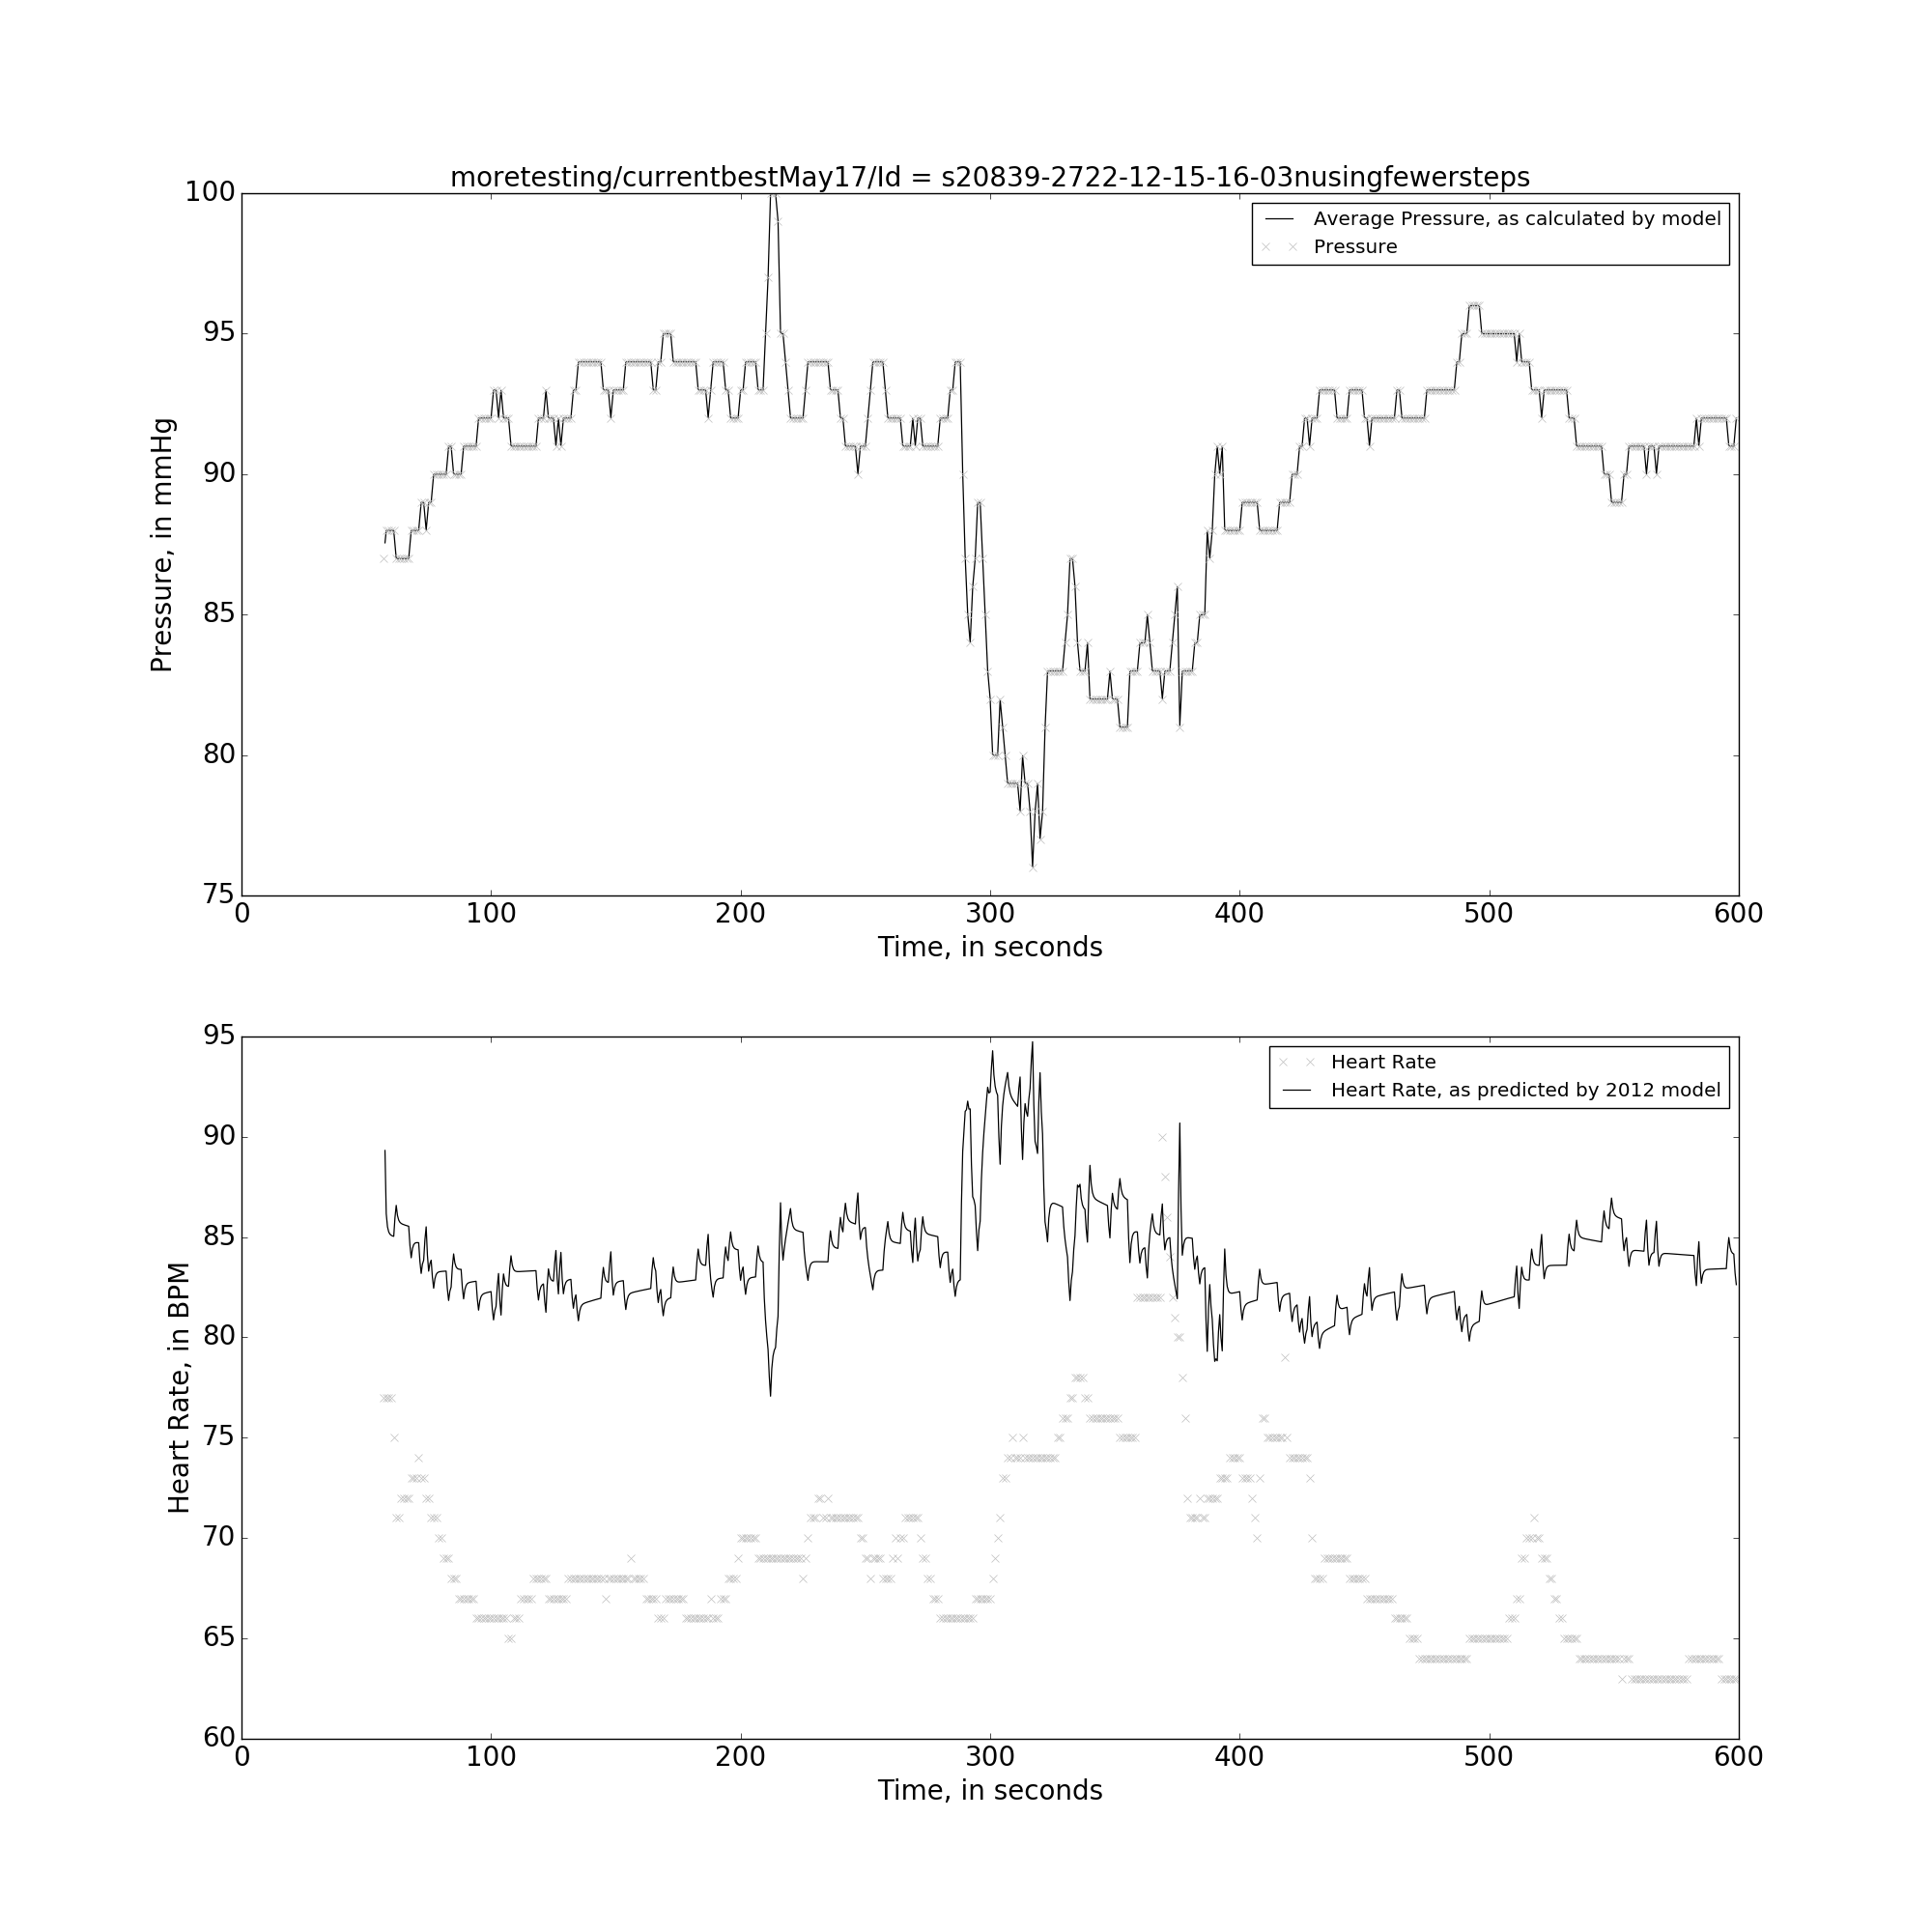 moretesting/currentbestMay17/Id = s20839-2722-12-15-16-03nusingfewersteps
100
95
90
85
80
75
Pressure, in mmHg
Average Pressure, as calculated by model
Pressure
0 100 200 300 400 500 600
Time, in seconds
95
90
85
80
75
70
65
60
Heart Rate, in BPM
Heart Rate
Heart Rate, as predicted by 2012 model
0 100 200 300 400 500 600
Time, in seconds